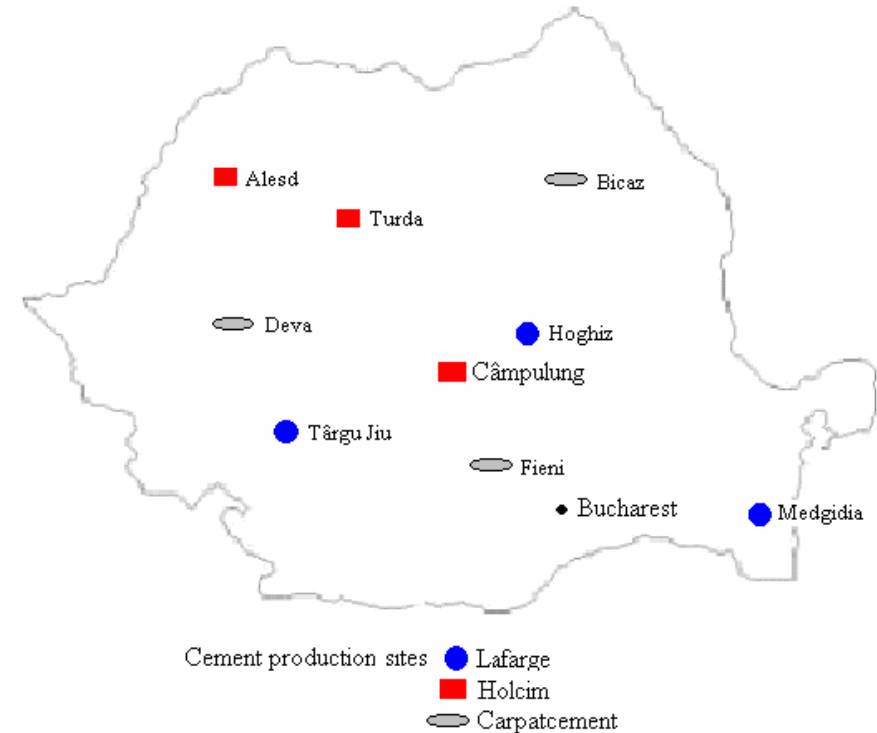 Alesd
Bicaz
Turda
Deva
Hoghiz
Câmpulung
Târgu Jiu
Fieni
Bucharest
Medgidia
Cement production sites Lafarge
Holcim
Carpatcement